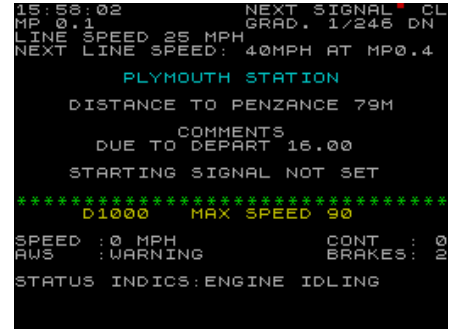 15:58:02 NEXT SIGNAL CL
MP 0.1 GRAD. 1/246 DN
LINE SPEED 25 MPH
NEXT LINE SPEED: 40MPH AT MP0.4
PLYMOUTH STATION
DISTANCE TO PENZANCE 79M
COMMENTS
DUE TO DEPART 16.00
STARTING SIGNAL NOT SET
********************************
D1000 MAX SPEED 90
SPEED :0 MPH CONT : 0
AWS :WARNING BRAKES: 2
STATUS INDICS:ENGINE IDLING